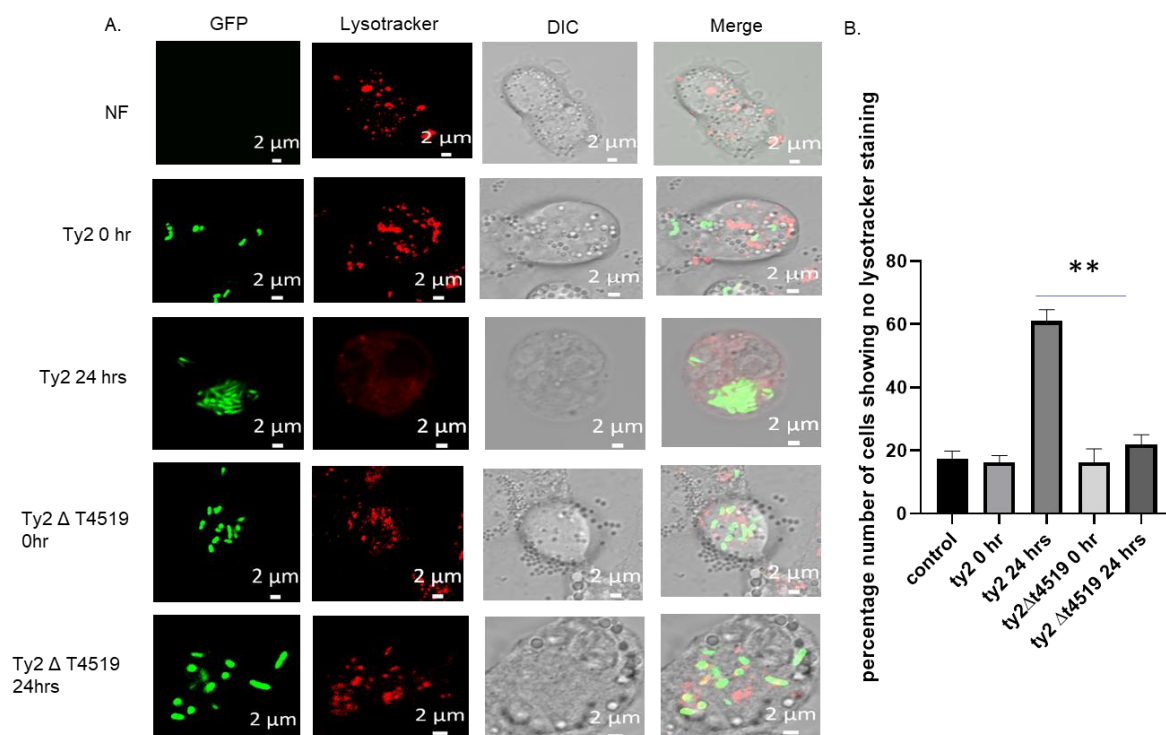 A.
GFP
Lysotracker
DIC
Merge
B.
NF
2 µm
2 µm
2 µm
2 µm
Ty2 0 hr
2 µm
2 µm
2 µm
2 µm
Ty2 24 hrs
2 µm
2 µm
2 µm
2 µm
Ty2 Δ T4519
0hr
2 µm
2 µm
2 µm
2 µm
Ty2 Δ T4519
24hrs
2 µm
2 µm
2 µm
2 µm
percentage number of cells showing no lysotracker staining
80
60
40
20
0
**
control
ty2 0 hr
ty2 24 hrs
ty2Δt4519 0 hr
ty2 Δt4519 24 hrs